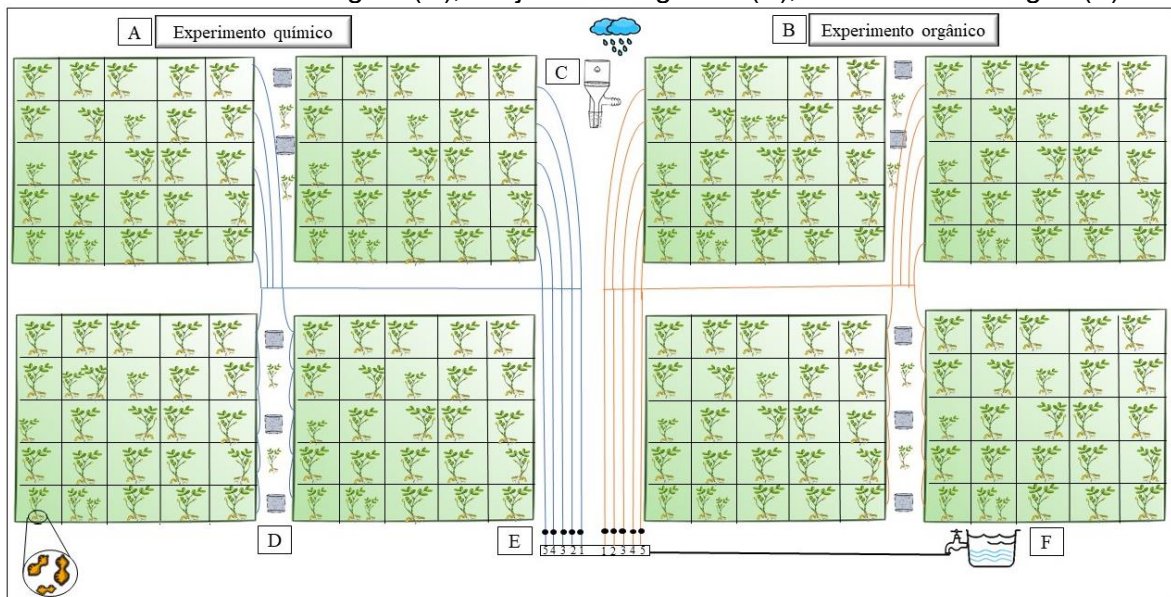 A Experimento químico
B Experimento orgânico
C
D
E
F
5 4 3 2 1
1 2 3 4 5